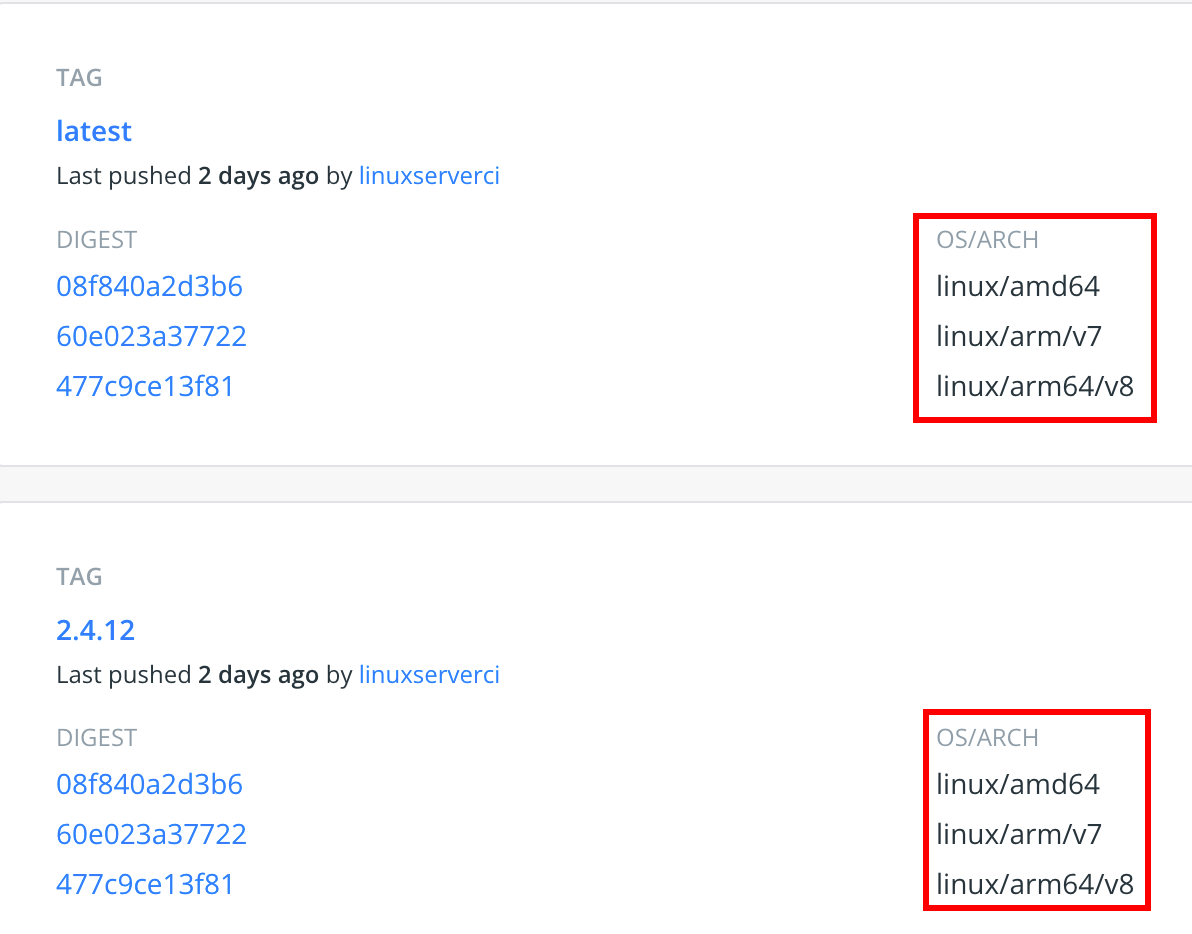 TAG
latest
Last pushed 2 days ago by linuxserverci
DIGEST OS/ARCH
08f840a2d3b6 linux/amd64
60e023a37722 linux/arm/v7
477c9ce13f81 linux/arm64/v8
TAG
2.4.12
Last pushed 2 days ago by linuxserverci
DIGEST OS/ARCH
08f840a2d3b6 linux/amd64
60e023a37722 linux/arm/v7
477c9ce13f81 linux/arm64/v8